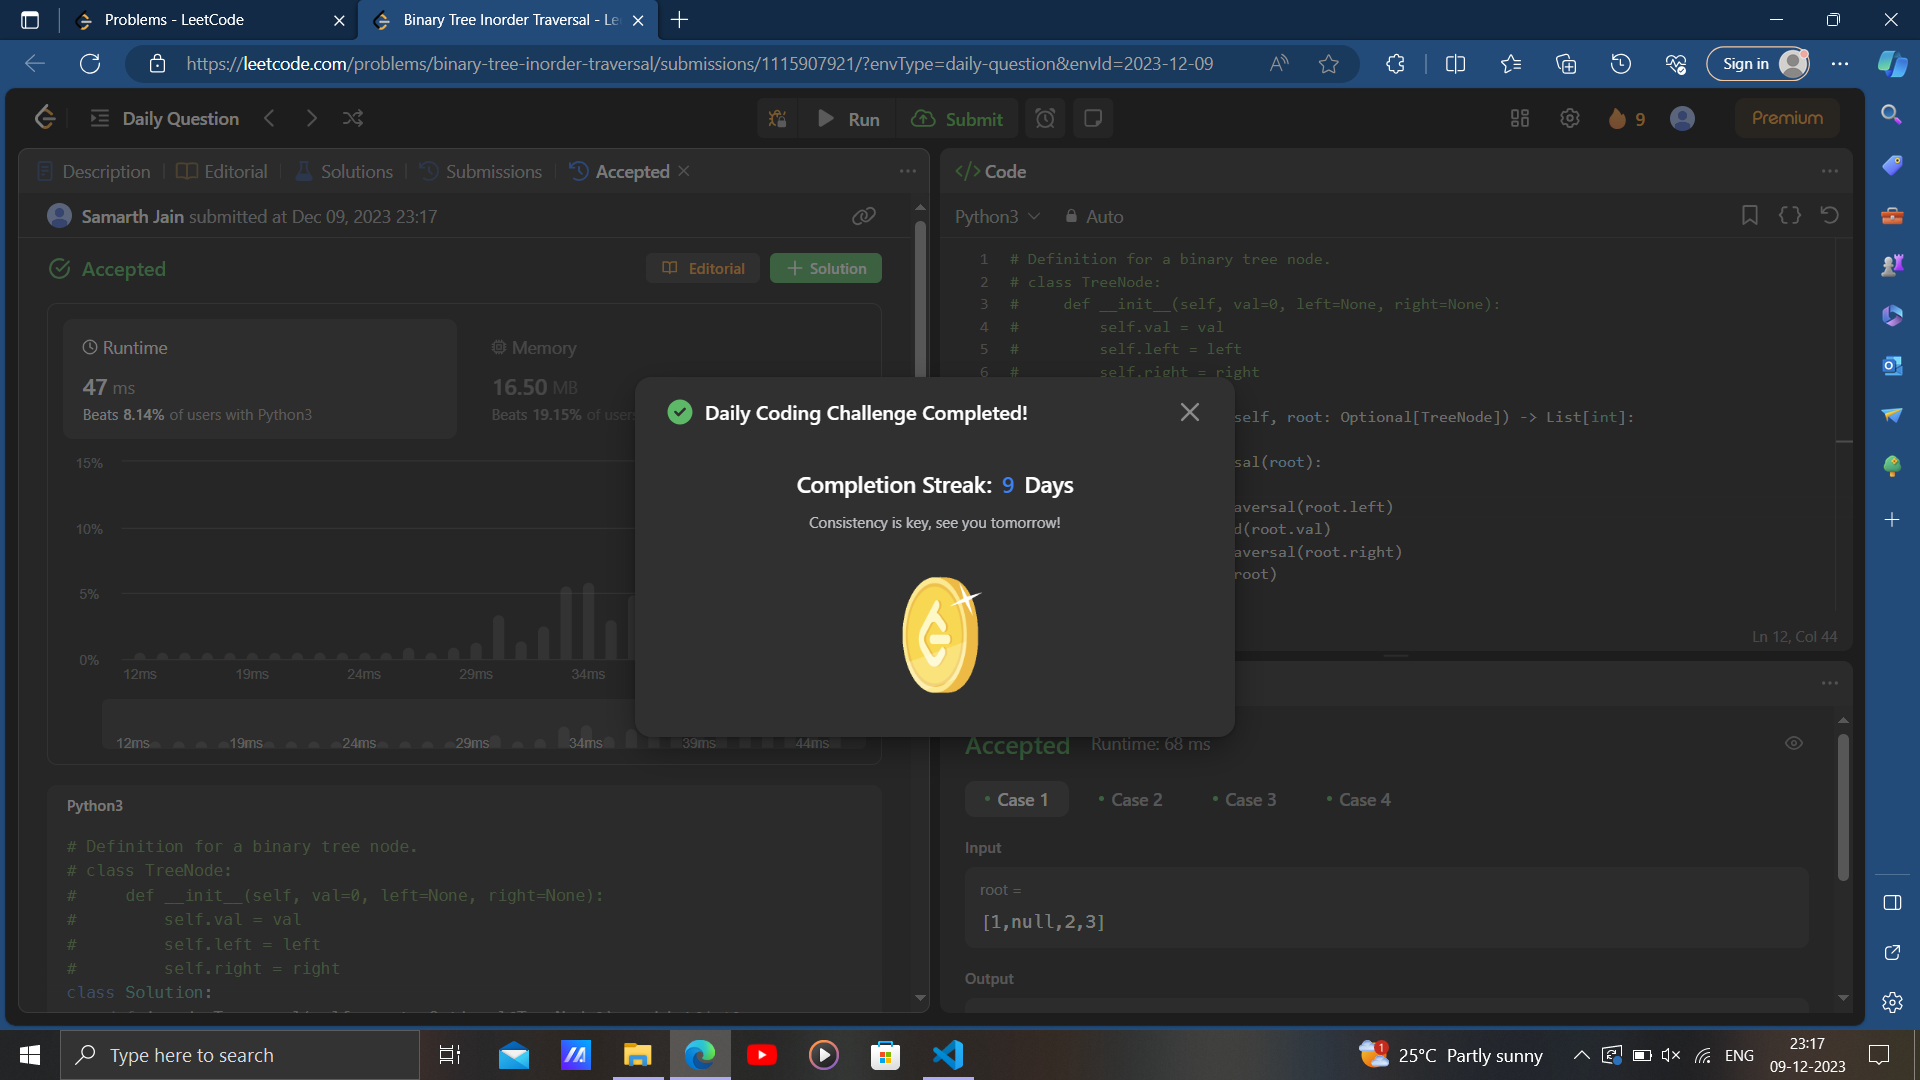 Problems - LeetCode
Binary Tree Inorder Traversal - Le
https://leetcode.com/problems/binary-tree-inorder-traversal/submissions/1115907921/?envType=daily-question&envId=2023-12-09
Sign in
Daily Question
Run
Submit
9
Premium
Description
Editorial
Solutions
Submissions
Accepted
Samarth Jain submitted at Dec 09, 2023 23:17
Accepted
Editorial
Solution
Runtime
47 ms
Beats 8.14% of users with Python3
Memory
16.50 MB
Beats 19.15% of users
15%
10%
5%
0%
12ms 19ms 24ms 29ms 34ms
12ms 19ms 24ms 29ms 34ms 39ms 44ms
Python3
# Definition for a binary tree node.
# class TreeNode:
#     def __init__(self, val=0, left=None, right=None):
#         self.val = val
#         self.left = left
#         self.right = right
class Solution:
Daily Coding Challenge Completed!
Completion Streak: 9 Days
Consistency is key, see you tomorrow!
</> Code
Python3
Auto
1 # Definition for a binary tree node.
2 # class TreeNode:
3 #     def __init__(self, val=0, left=None, right=None):
4 #         self.val = val
5 #         self.left = left
6 #         self.right = right
self, root: Optional[TreeNode]) -> List[int]:
sal(root):
aversal(root.left)
d(root.val)
aversal(root.right)
root)
Ln 12, Col 44
Accepted
Runtime: 68 ms
Case 1
Case 2
Case 3
Case 4
Input
root =
[1,null,2,3]
Output
Type here to search
1
25°C Partly sunny
ENG
23:17
09-12-2023